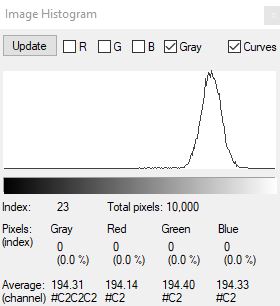 Image Histogram
Update R G B Gray Curves
Index: 23 Total pixels: 10,000
Pixels: Gray Red Green Blue
(index) 0 0 0 0
(0.0 %) (0.0 %) (0.0 %) (0.0 %)
Average: 194.31 194.14 194.40 194.33
(channel) #C2C2C2 #C2 #C2 #C2